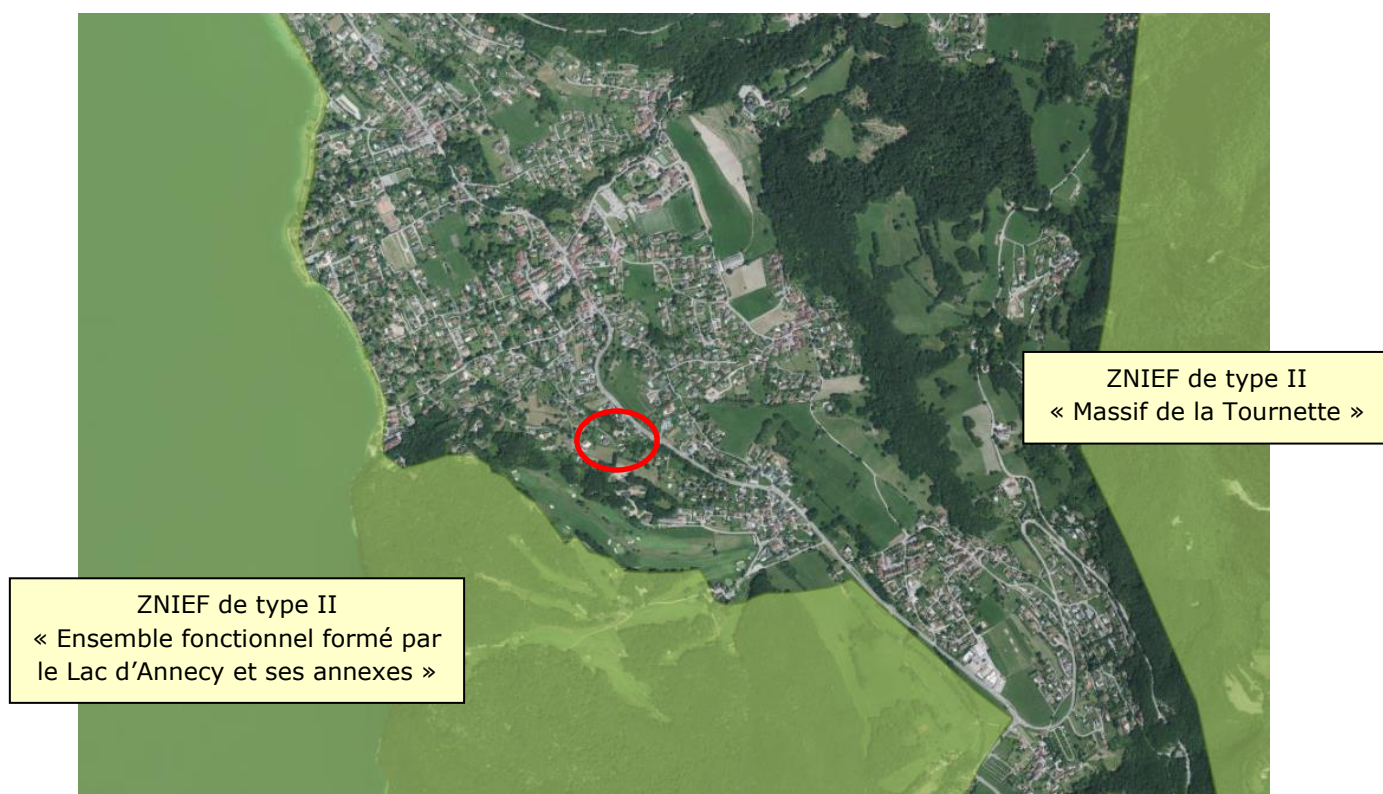 ZNIEF de type II
« Massif de la Tournette »
ZNIEF de type II
« Ensemble fonctionnel formé par
le Lac d’Annecy et ses annexes »